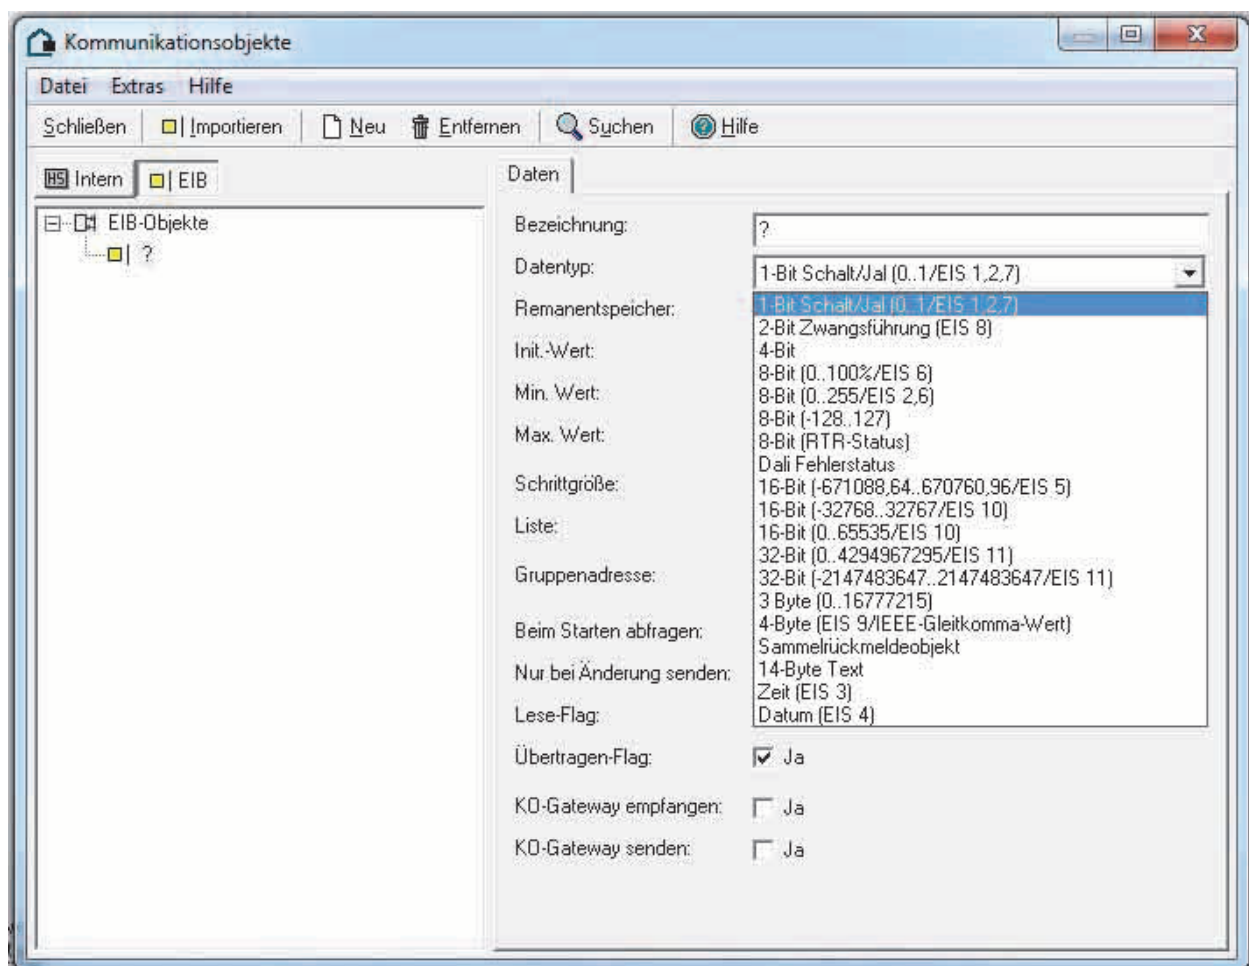 Kommunikationsobjekte
Datei Extras Hilfe
Schließen Importieren Neu Entfernen Suchen Hilfe
HS Intern EIB
EIB-Objekte
?
Daten
Bezeichnung: ?
Datentyp: 1-Bit Schalt/Jal (0..1/EIS 1,2,7)
Remanentspeicher: 1-Bit Schalt/Jal (0..1/EIS 1,2,7)
2-Bit Zwangsführung (EIS 8)
Init.-Wert: 4-Bit
8-Bit (0..100%/EIS 6)
Min. Wert: 8-Bit (0..255/EIS 2,6)
8-Bit (-128..127)
Max. Wert: 8-Bit (RTR-Status)
Dali Fehlerstatus
Schrittgröße: 16-Bit (-671088,64..670760,96/EIS 5)
16-Bit (-32768..32767/EIS 10)
Liste: 16-Bit (0..65535/EIS 10)
32-Bit (0..4294967295/EIS 11)
Gruppenadresse: 32-Bit (-2147483647..2147483647/EIS 11)
3 Byte (0..16777215)
Beim Starten abfragen: 4-Byte (EIS 9/IEEE-Gleitkomma-Wert)
Sammelrückmeldeobjekt
Nur bei Änderung senden: 14-Byte Text
Zeit (EIS 3)
Lese-Flag: Datum (EIS 4)
Übertragen-Flag: Ja
KO-Gateway empfangen: Ja
KO-Gateway senden: Ja